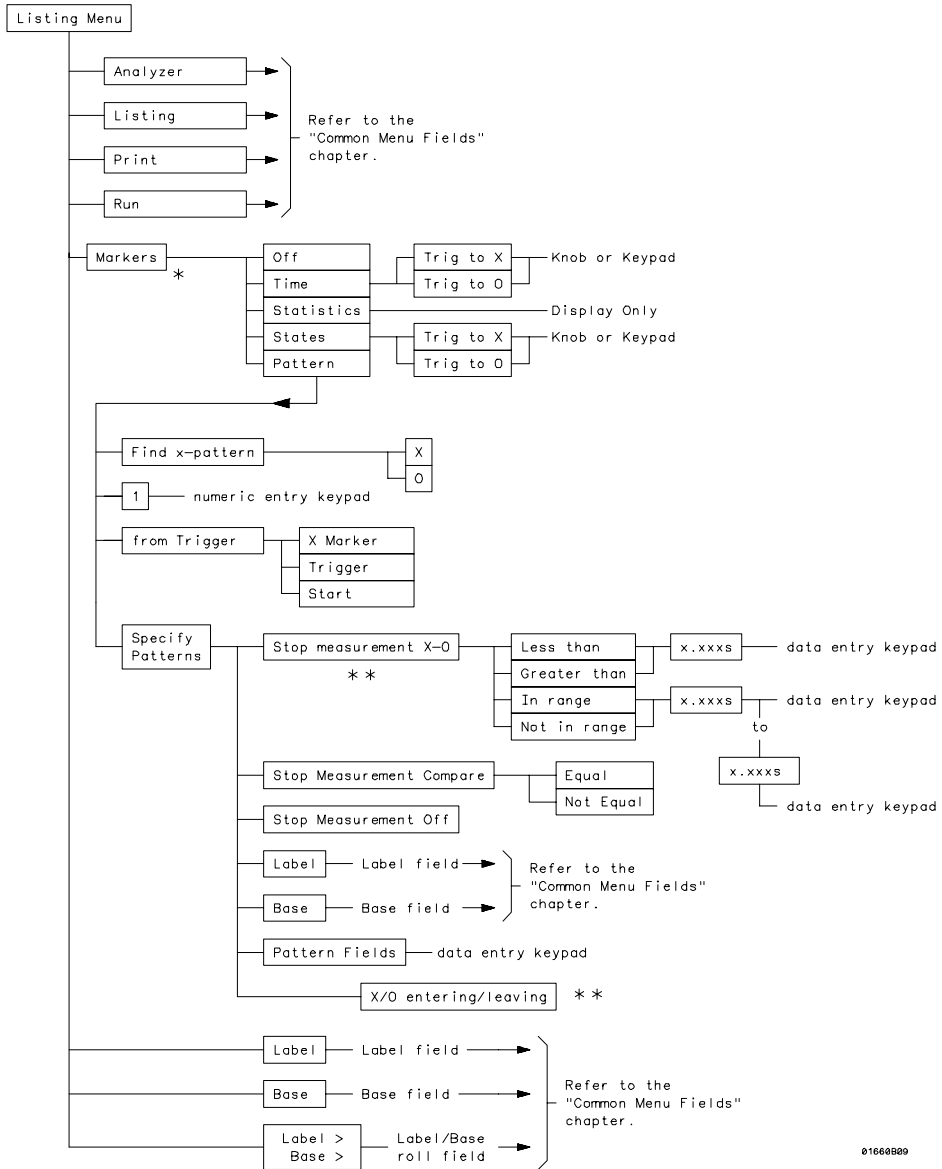 Listing Menu
Analyzer
Listing
Print
Run
Refer to the
"Common Menu Fields"
chapter.
Markers
*
Off
Time
Statistics
States
Pattern
Trig to X
Trig to O
Knob or Keypad
Display Only
Trig to X
Trig to O
Knob or Keypad
Find x-pattern
X
O
1
numeric entry keypad
from Trigger
X Marker
Trigger
Start
Specify
Patterns
Stop measurement X-O
**
Less than
Greater than
In range
Not in range
x.xxxs
data entry keypad
x.xxxs
data entry keypad
to
x.xxxs
data entry keypad
Stop Measurement Compare
Equal
Not Equal
Stop Measurement Off
Label
Label field
Base
Base field
Refer to the
"Common Menu Fields"
chapter.
Pattern Fields
data entry keypad
X/O entering/leaving
**
Label
Label field
Base
Base field
Label >
Base >
Label/Base
roll field
Refer to the
"Common Menu Fields"
chapter.
01660B09